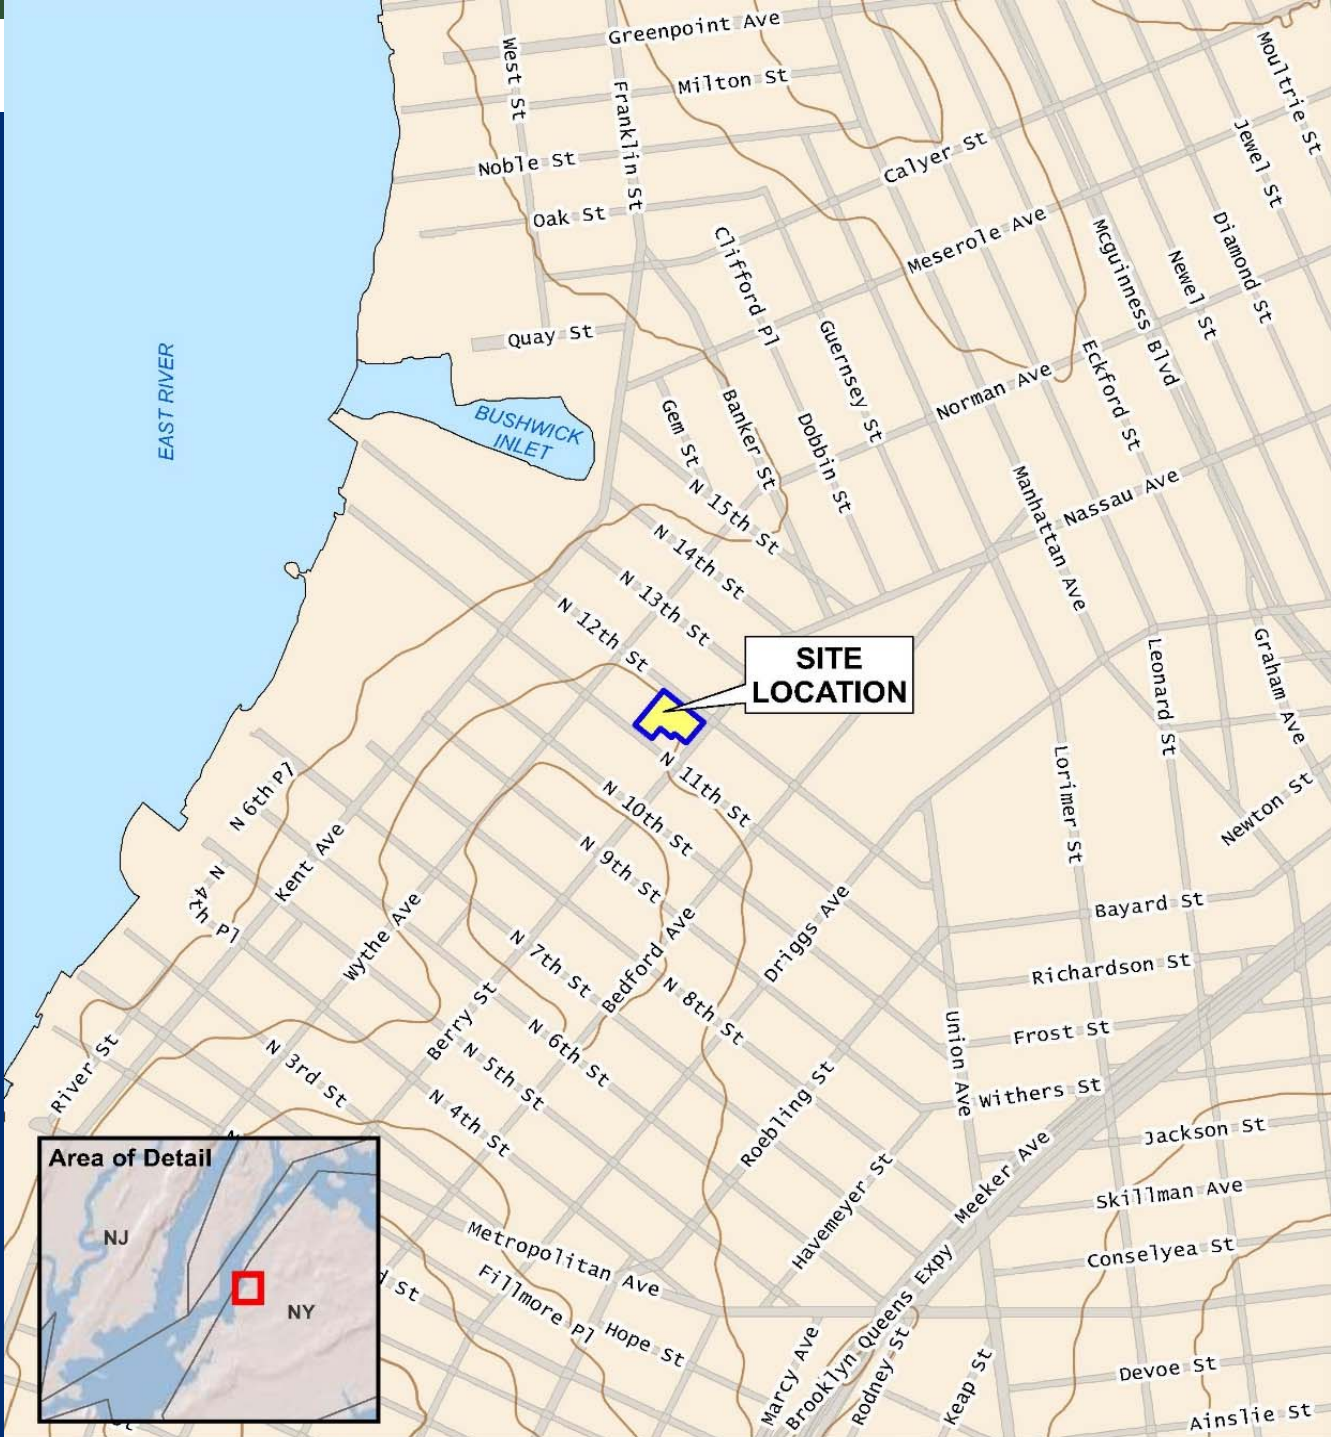 Greenpoint Ave
West St
Milton St
Franklin St
Moultrie St
Jewel St
Noble St
Calyer St
Oak St
Clifford Pl
Meserole Ave
Mcguinness Blvd
Newel St
Diamond St
Quay St
Guernsey St
EAST RIVER
BUSHWICK
INLET
Gem St
Banker St
Dobbin St
Norman Ave
Eckford St
N 15th St
Manhattan Ave
Nassau Ave
N 14th St
N 13th St
N 12th St
SITE
LOCATION
Leonard St
Graham Ave
N 11th St
N 6th Pl
N 10th St
Lorimer St
Newton St
Kent Ave
N 9th St
N 4th Pl
Wythe Ave
Bedford Ave
Driggs Ave
Bayard St
N 7th St
N 8th St
Richardson St
Berry St
N 6th St
Union Ave
Frost St
River St
N 3rd St
N 5th St
N 4th St
Roebling St
Withers St
Meeker Ave
Jackson St
Havemeyer St
Skillman Ave
Metropolitan Ave
Conselyea St
Fillmore Pl
d St
Hope St
Marcy Ave
Brooklyn Queens Expy
Rodney St
Keap St
Devoe St
Ainslie St
Area of Detail
NJ
NY